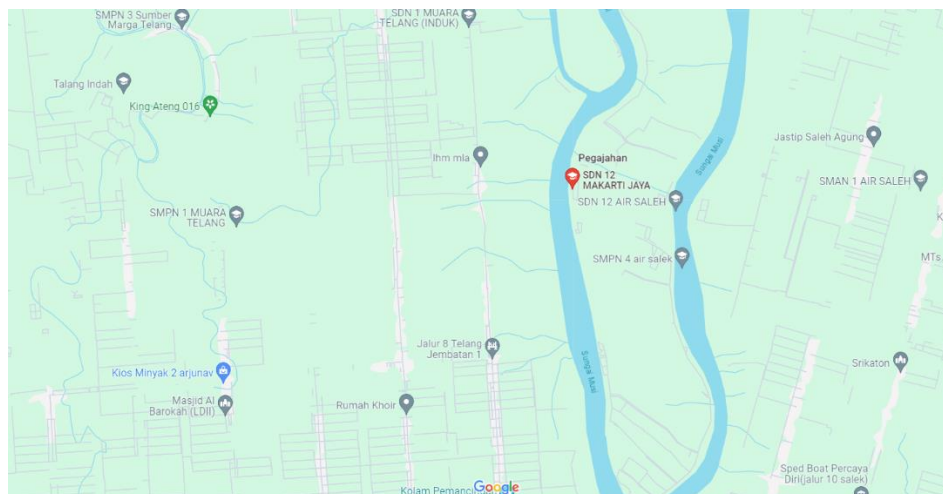 SMPN 3 Sumber
Marga Telang
SDN 1 MUARA
TELANG (INDUK)
Talang Indah
King Ateng 016
Ihm mla
Pegajahan
SDN 12
MAKARTI JAYA
SDN 12 AIR SALEH
Sungai Musi
Jastip Saleh Agung
SMAN 1 AIR SALEH
K
SMPN 1 MUARA
TELANG
SMPN 4 air salek
MTs
Jalur 8 Telang
Jembatan 1
Sungai Musi
Srikaton
Kios Minyak 2 arjunav
Masjid Al
Barokah (LDII)
Rumah Khoir
Sped Boat Percaya
Diri(jalur 10 salek)
Kolam Pemancingan
Google